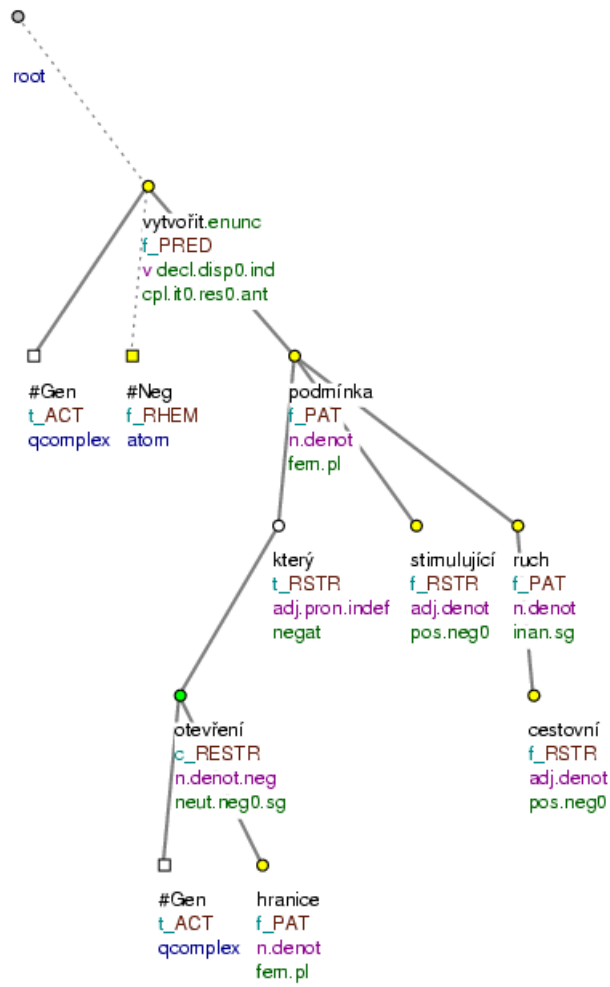 root
vytvořit.enunc
f_PRED
v decl.disp0.ind
cpl.it0.res0.ant
#Gen
t_ACT
qcomplex
#Neg
f_RHEM
atom
podmínka
f_PAT
n.denot
fem.pl
který
t_RSTR
adj.pron.indef
negat
stimulující
f_RSTR
adj.denot
pos.neg0
ruch
f_PAT
n.denot
inan.sg
otevření
c_RESTR
n.denot.neg
neut.neg0.sg
cestovní
f_RSTR
adj.denot
pos.neg0
#Gen
t_ACT
qcomplex
hranice
f_PAT
n.denot
fem.pl